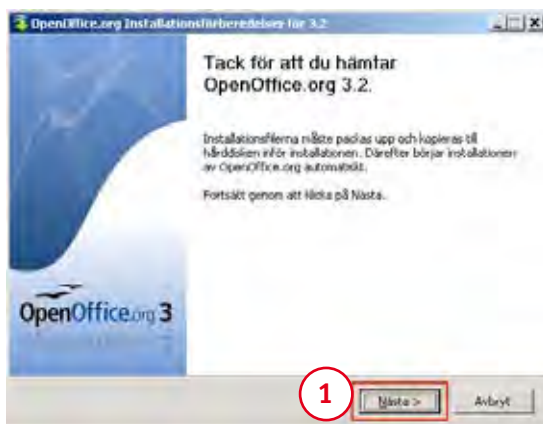 OpenOffice.org Installationsförberedelser för 3.2
Tack för att du hämtar
OpenOffice.org 3.2.
Installationsfilerna måste packas upp och kopieras till
hårddisken inför installationen. Därefter börjar installationen
av OpenOffice.org automatiskt.
Fortsätt genom att klicka på Nästa.
OpenOffice.org 3
1
Nästa >
Avbryt